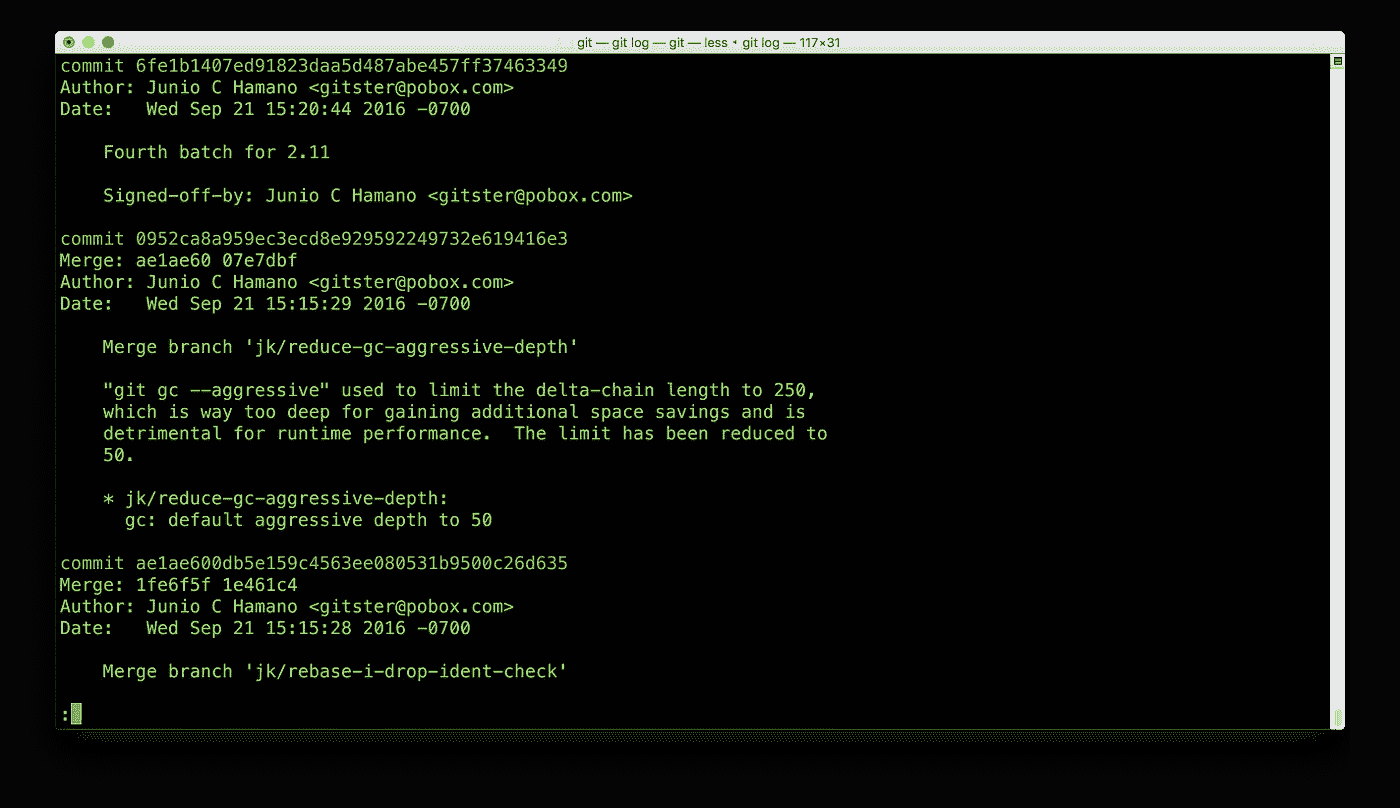 git — git log — git — less ◂ git log — 117×31
commit 6fe1b1407ed91823daa5d487abe457ff37463349
Author: Junio C Hamano <gitster@pobox.com>
Date:   Wed Sep 21 15:20:44 2016 -0700

    Fourth batch for 2.11

    Signed-off-by: Junio C Hamano <gitster@pobox.com>

commit 0952ca8a959ec3ecd8e929592249732e619416e3
Merge: ae1ae60 07e7dbf
Author: Junio C Hamano <gitster@pobox.com>
Date:   Wed Sep 21 15:15:29 2016 -0700

    Merge branch 'jk/reduce-gc-aggressive-depth'

    "git gc --aggressive" used to limit the delta-chain length to 250,
    which is way too deep for gaining additional space savings and is
    detrimental for runtime performance.  The limit has been reduced to
    50.

    * jk/reduce-gc-aggressive-depth:
      gc: default aggressive depth to 50

commit ae1ae600db5e159c4563ee080531b9500c26d635
Merge: 1fe6f5f 1e461c4
Author: Junio C Hamano <gitster@pobox.com>
Date:   Wed Sep 21 15:15:28 2016 -0700

    Merge branch 'jk/rebase-i-drop-ident-check'

: